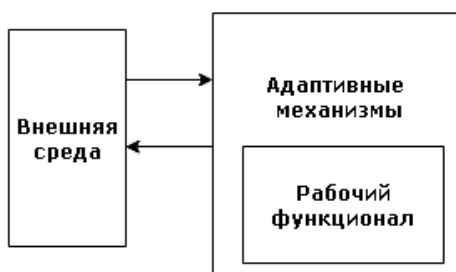 Внешняя
среда
Адаптивные
механизмы
Рабочий
функционал